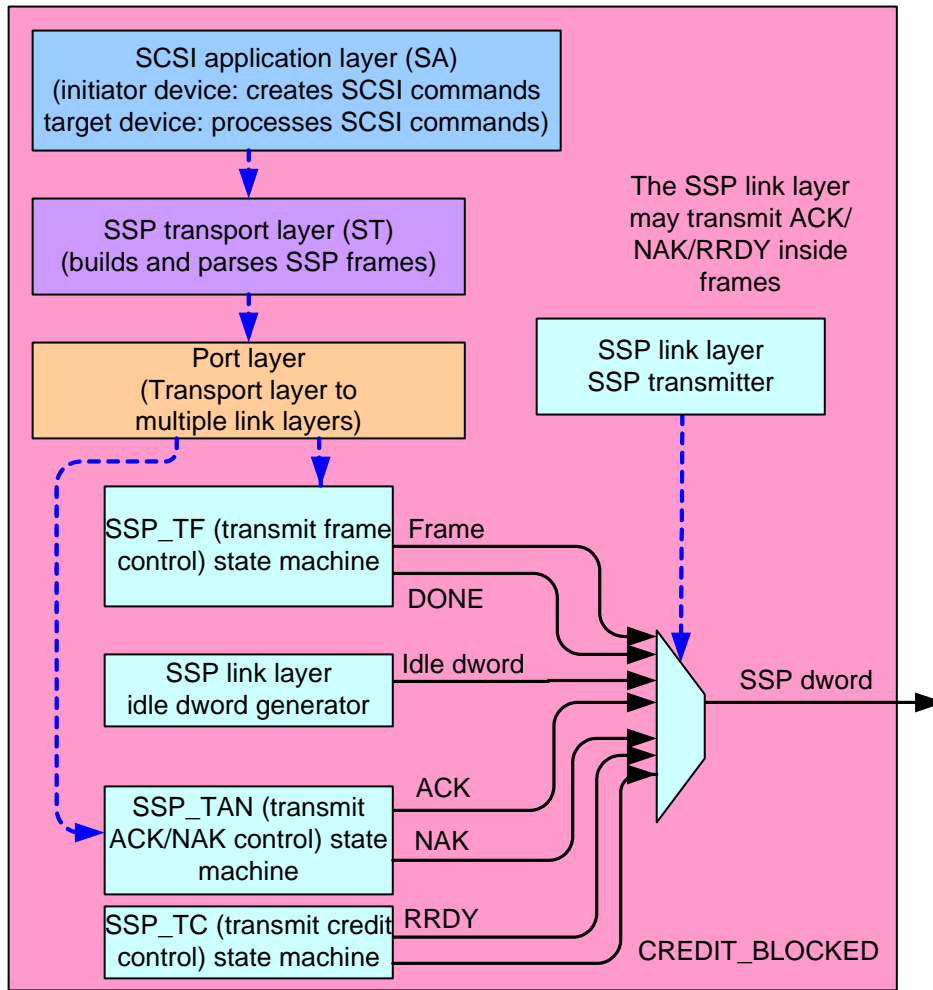 SCSI application layer (SA)
(initiator device: creates SCSI commands
target device: processes SCSI commands)
The SSP link layer
may transmit ACK/
NAK/RRDY inside
frames
SSP transport layer (ST)
(builds and parses SSP frames)
Port layer
(Transport layer to
multiple link layers)
SSP link layer
SSP transmitter
SSP_TF (transmit frame
control) state machine
Frame
DONE
SSP link layer
idle dword generator
Idle dword
SSP dword
SSP_TAN (transmit
ACK/NAK control) state
machine
ACK
NAK
SSP_TC (transmit credit
control) state machine
RRDY
CREDIT_BLOCKED